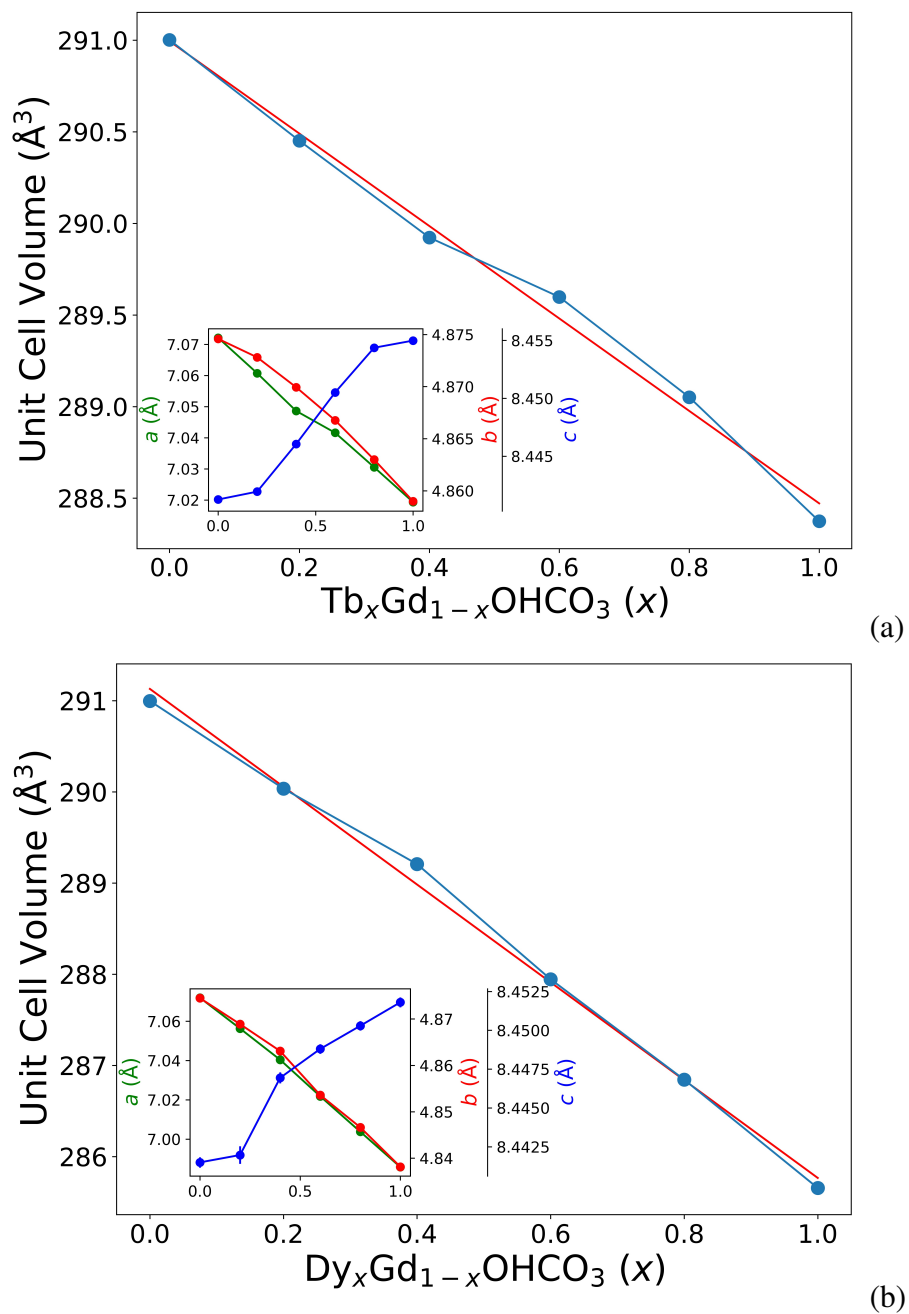 Unit Cell Volume (Å³)
291.0
290.5
290.0
289.5
289.0
288.5
0.0 0.2 0.4 0.6 0.8 1.0
Tb_xGd_{1−x}OHCO_3 (x)
a (Å)
7.07
7.06
7.05
7.04
7.03
7.02
0.0 0.5 1.0
4.875
4.870
4.865
4.860
b (Å)
8.455
8.450
8.445
c (Å)
(a)
Unit Cell Volume (Å³)
291
290
289
288
287
286
0.0 0.2 0.4 0.6 0.8 1.0
Dy_xGd_{1−x}OHCO_3 (x)
a (Å)
7.06
7.04
7.02
7.00
0.0 0.5 1.0
4.87
4.86
4.85
4.84
b (Å)
8.4525
8.4500
8.4475
8.4450
8.4425
c (Å)
(b)